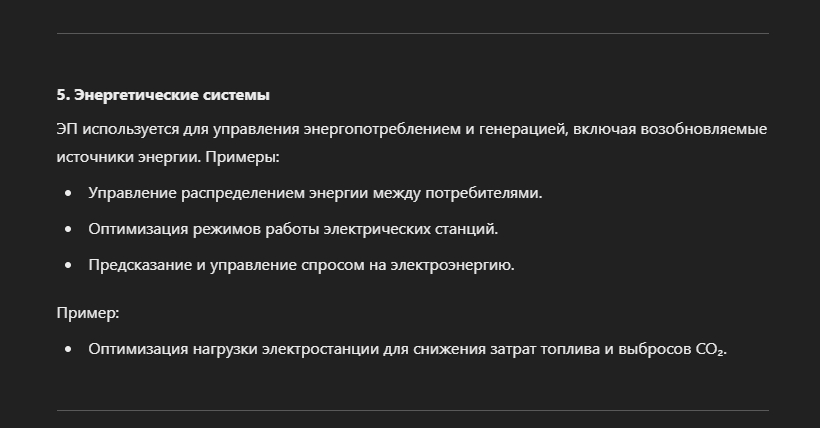 5. Энергетические системы
ЭП используется для управления энергопотреблением и генерацией, включая возобновляемые
источники энергии. Примеры:
• Управление распределением энергии между потребителями.
• Оптимизация режимов работы электрических станций.
• Предсказание и управление спросом на электроэнергию.
Пример:
• Оптимизация нагрузки электростанции для снижения затрат топлива и выбросов CO₂.